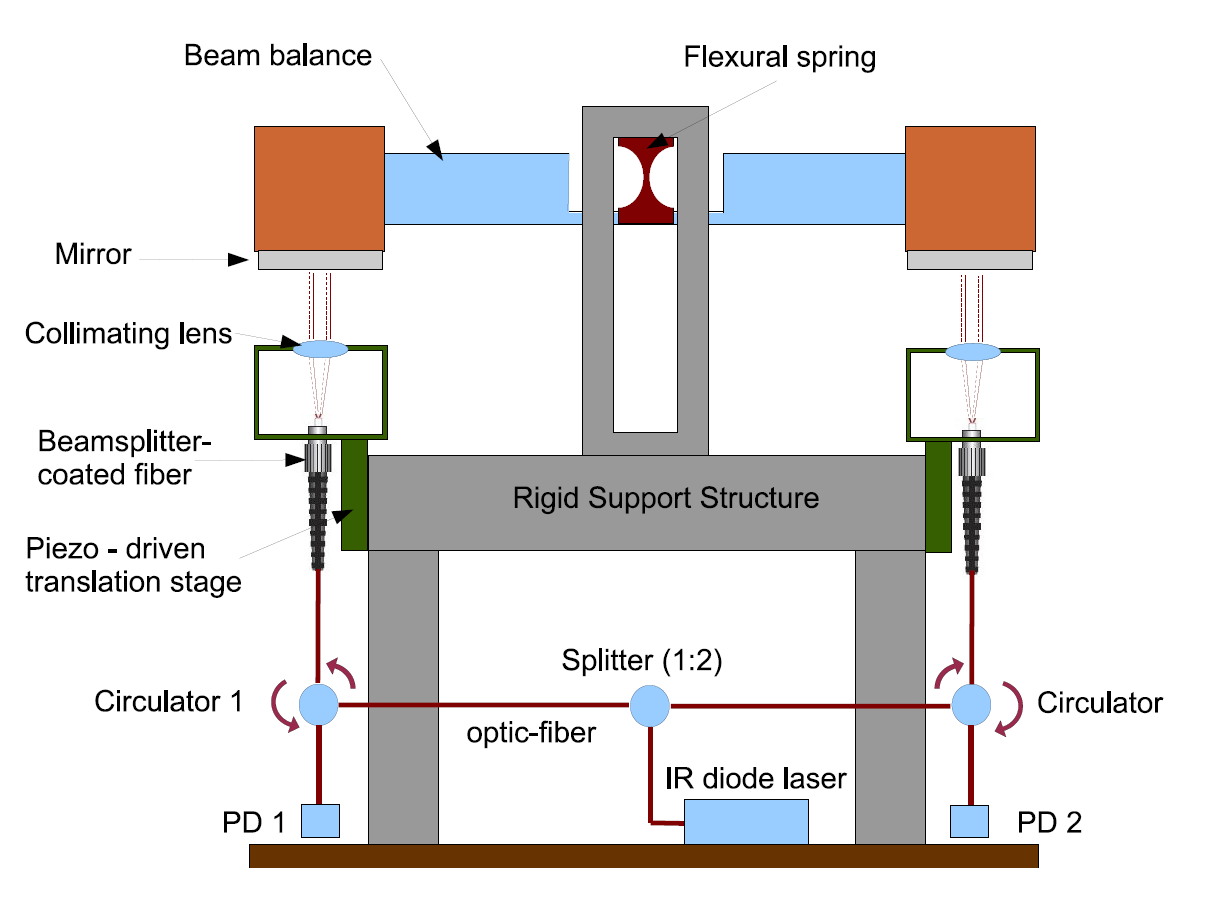 Beam balance
Flexural spring
Mirror
Collimating lens
Beamsplitter-
coated fiber
Rigid Support Structure
Piezo - driven
translation stage
Splitter (1:2)
Circulator 1
Circulator
optic-fiber
IR diode laser
PD 1
PD 2